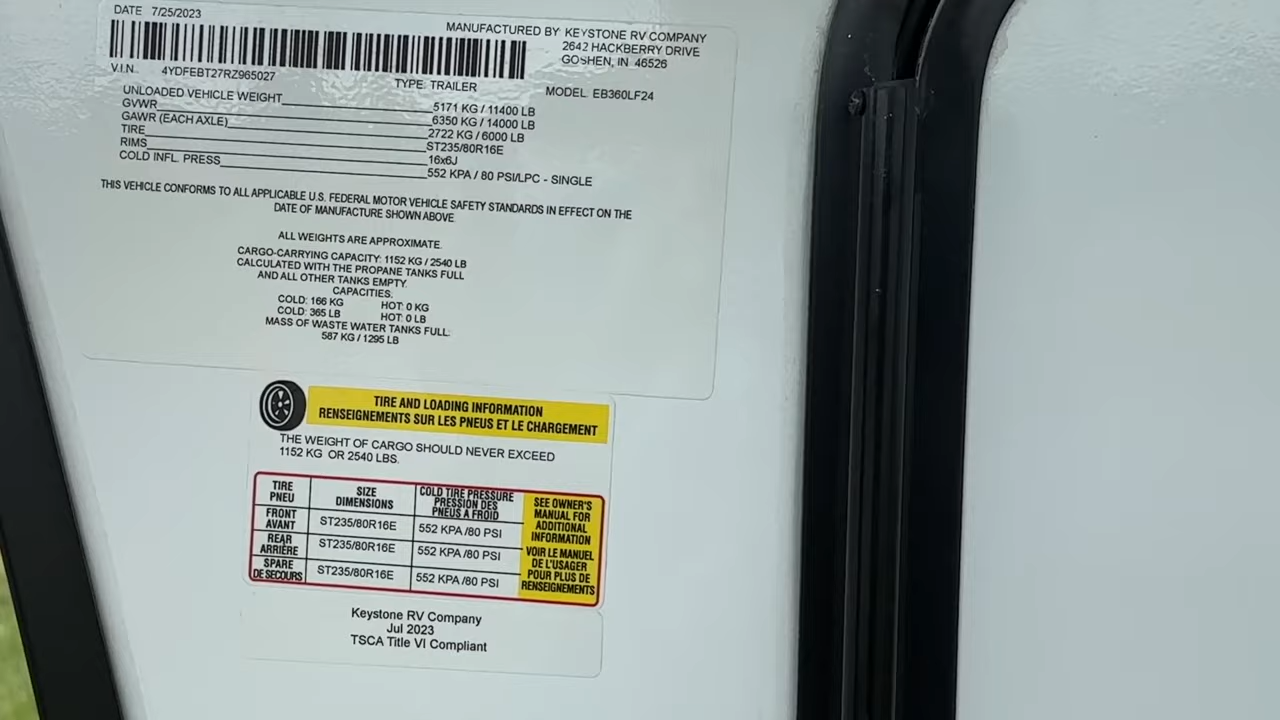 DATE 7/25/2023
MANUFACTURED BY KEYSTONE RV COMPANY
2642 HACKBERRY DRIVE
GOSHEN, IN 46526
V.I.N. 4YDFEBT27RZ965027
TYPE: TRAILER
MODEL: EB360LF24
UNLOADED VEHICLE WEIGHT 5171 KG / 11400 LB
GVWR 6350 KG / 14000 LB
GAWR (EACH AXLE) 2722 KG / 6000 LB
TIRE ST235/80R16E
RIMS 16x6J
COLD INFL. PRESS 552 KPA / 80 PSI/LPC - SINGLE
THIS VEHICLE CONFORMS TO ALL APPLICABLE U.S. FEDERAL MOTOR VEHICLE SAFETY STANDARDS IN EFFECT ON THE
DATE OF MANUFACTURE SHOWN ABOVE.
ALL WEIGHTS ARE APPROXIMATE.
CARGO-CARRYING CAPACITY: 1152 KG / 2540 LB
CALCULATED WITH THE PROPANE TANKS FULL
AND ALL OTHER TANKS EMPTY.
CAPACITIES:
COLD: 166 KG HOT: 0 KG
COLD: 365 LB HOT: 0 LB
MASS OF WASTE WATER TANKS FULL:
587 KG / 1295 LB
TIRE AND LOADING INFORMATION
RENSEIGNEMENTS SUR LES PNEUS ET LE CHARGEMENT
THE WEIGHT OF CARGO SHOULD NEVER EXCEED
1152 KG OR 2540 LBS.
TIRE
PNEU
SIZE
DIMENSIONS
COLD TIRE PRESSURE
PRESSION DES
PNEUS A FROID
FRONT
AVANT
ST235/80R16E
552 KPA /80 PSI
REAR
ARRIÈRE
ST235/80R16E
552 KPA /80 PSI
SPARE
DE SECOURS
ST235/80R16E
552 KPA /80 PSI
SEE OWNER'S
MANUAL FOR
ADDITIONAL
INFORMATION
VOIR LE MANUEL
DE L'USAGER
POUR PLUS DE
RENSEIGNEMENTS
Keystone RV Company
Jul 2023
TSCA Title VI Compliant